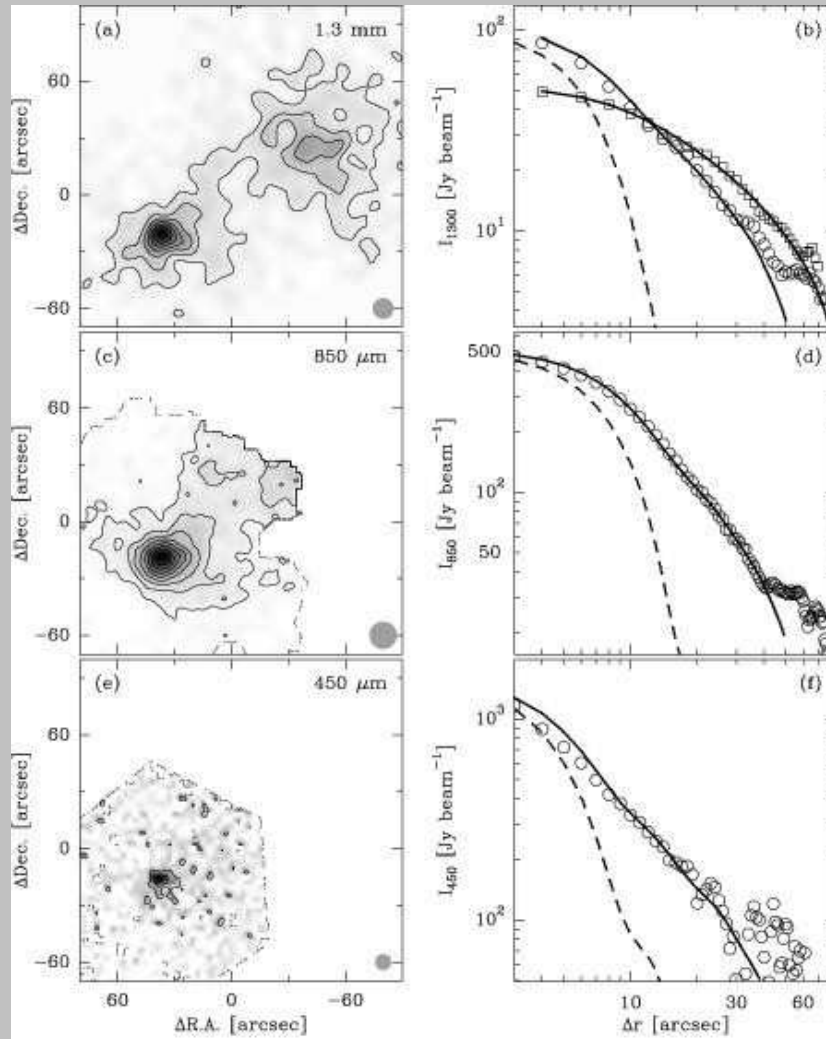 (a) 1.3 mm
60
0
−60
ΔDec. [arcsec]
(b)
10²
10¹
I₁₃₀₀ [Jy beam⁻¹]
(c) 850 μm
60
0
−60
ΔDec. [arcsec]
(d)
500
10²
50
I₈₅₀ [Jy beam⁻¹]
(e) 450 μm
60
0
−60
ΔDec. [arcsec]
60 0 −60
ΔR.A. [arcsec]
(f)
10³
10²
I₄₅₀ [Jy beam⁻¹]
10 30 60
Δr [arcsec]